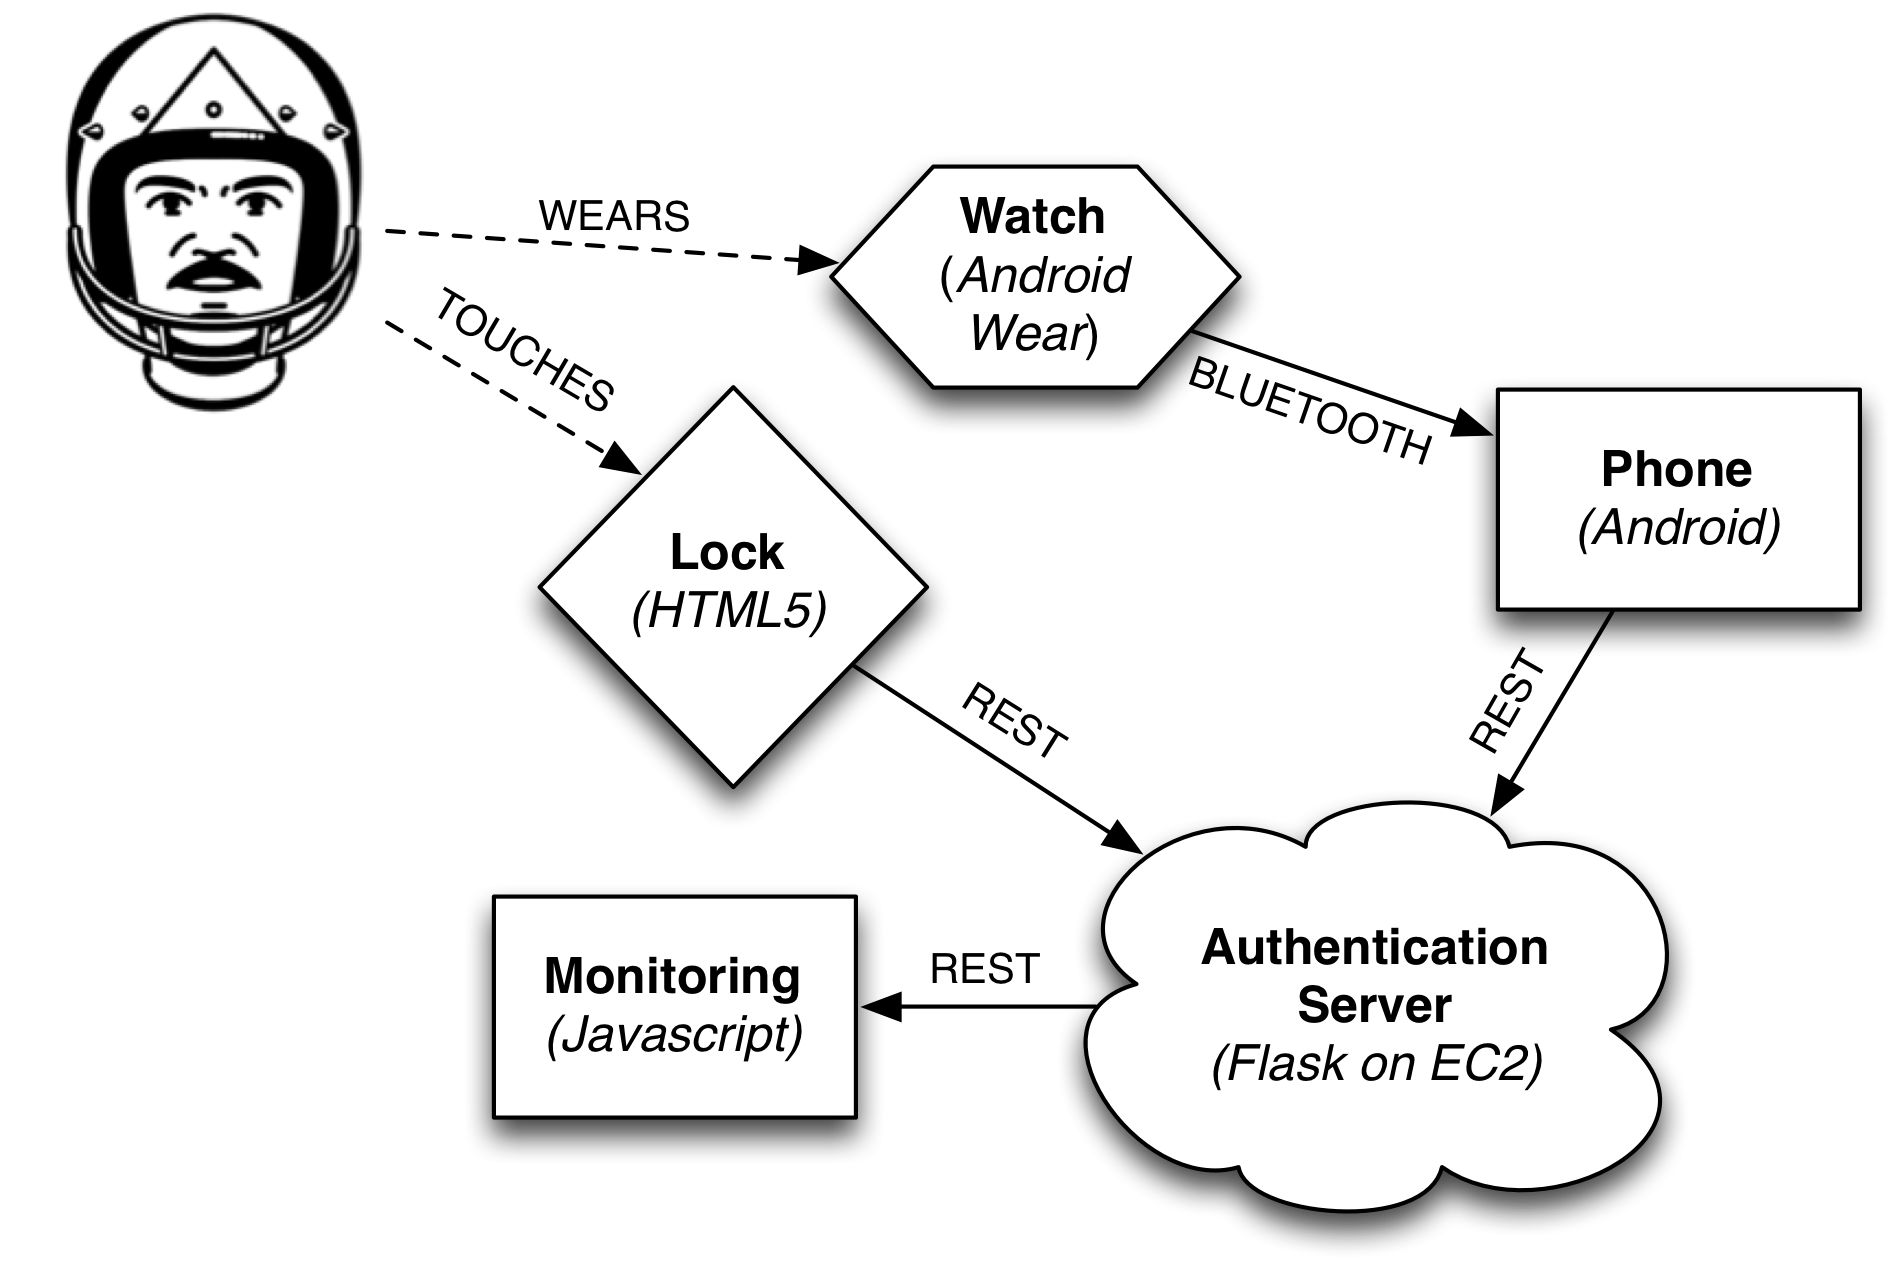 WEARS
Watch
(Android
Wear)
TOUCHES
BLUETOOTH
Phone
(Android)
Lock
(HTML5)
REST
REST
Authentication
Server
(Flask on EC2)
REST
Monitoring
(Javascript)